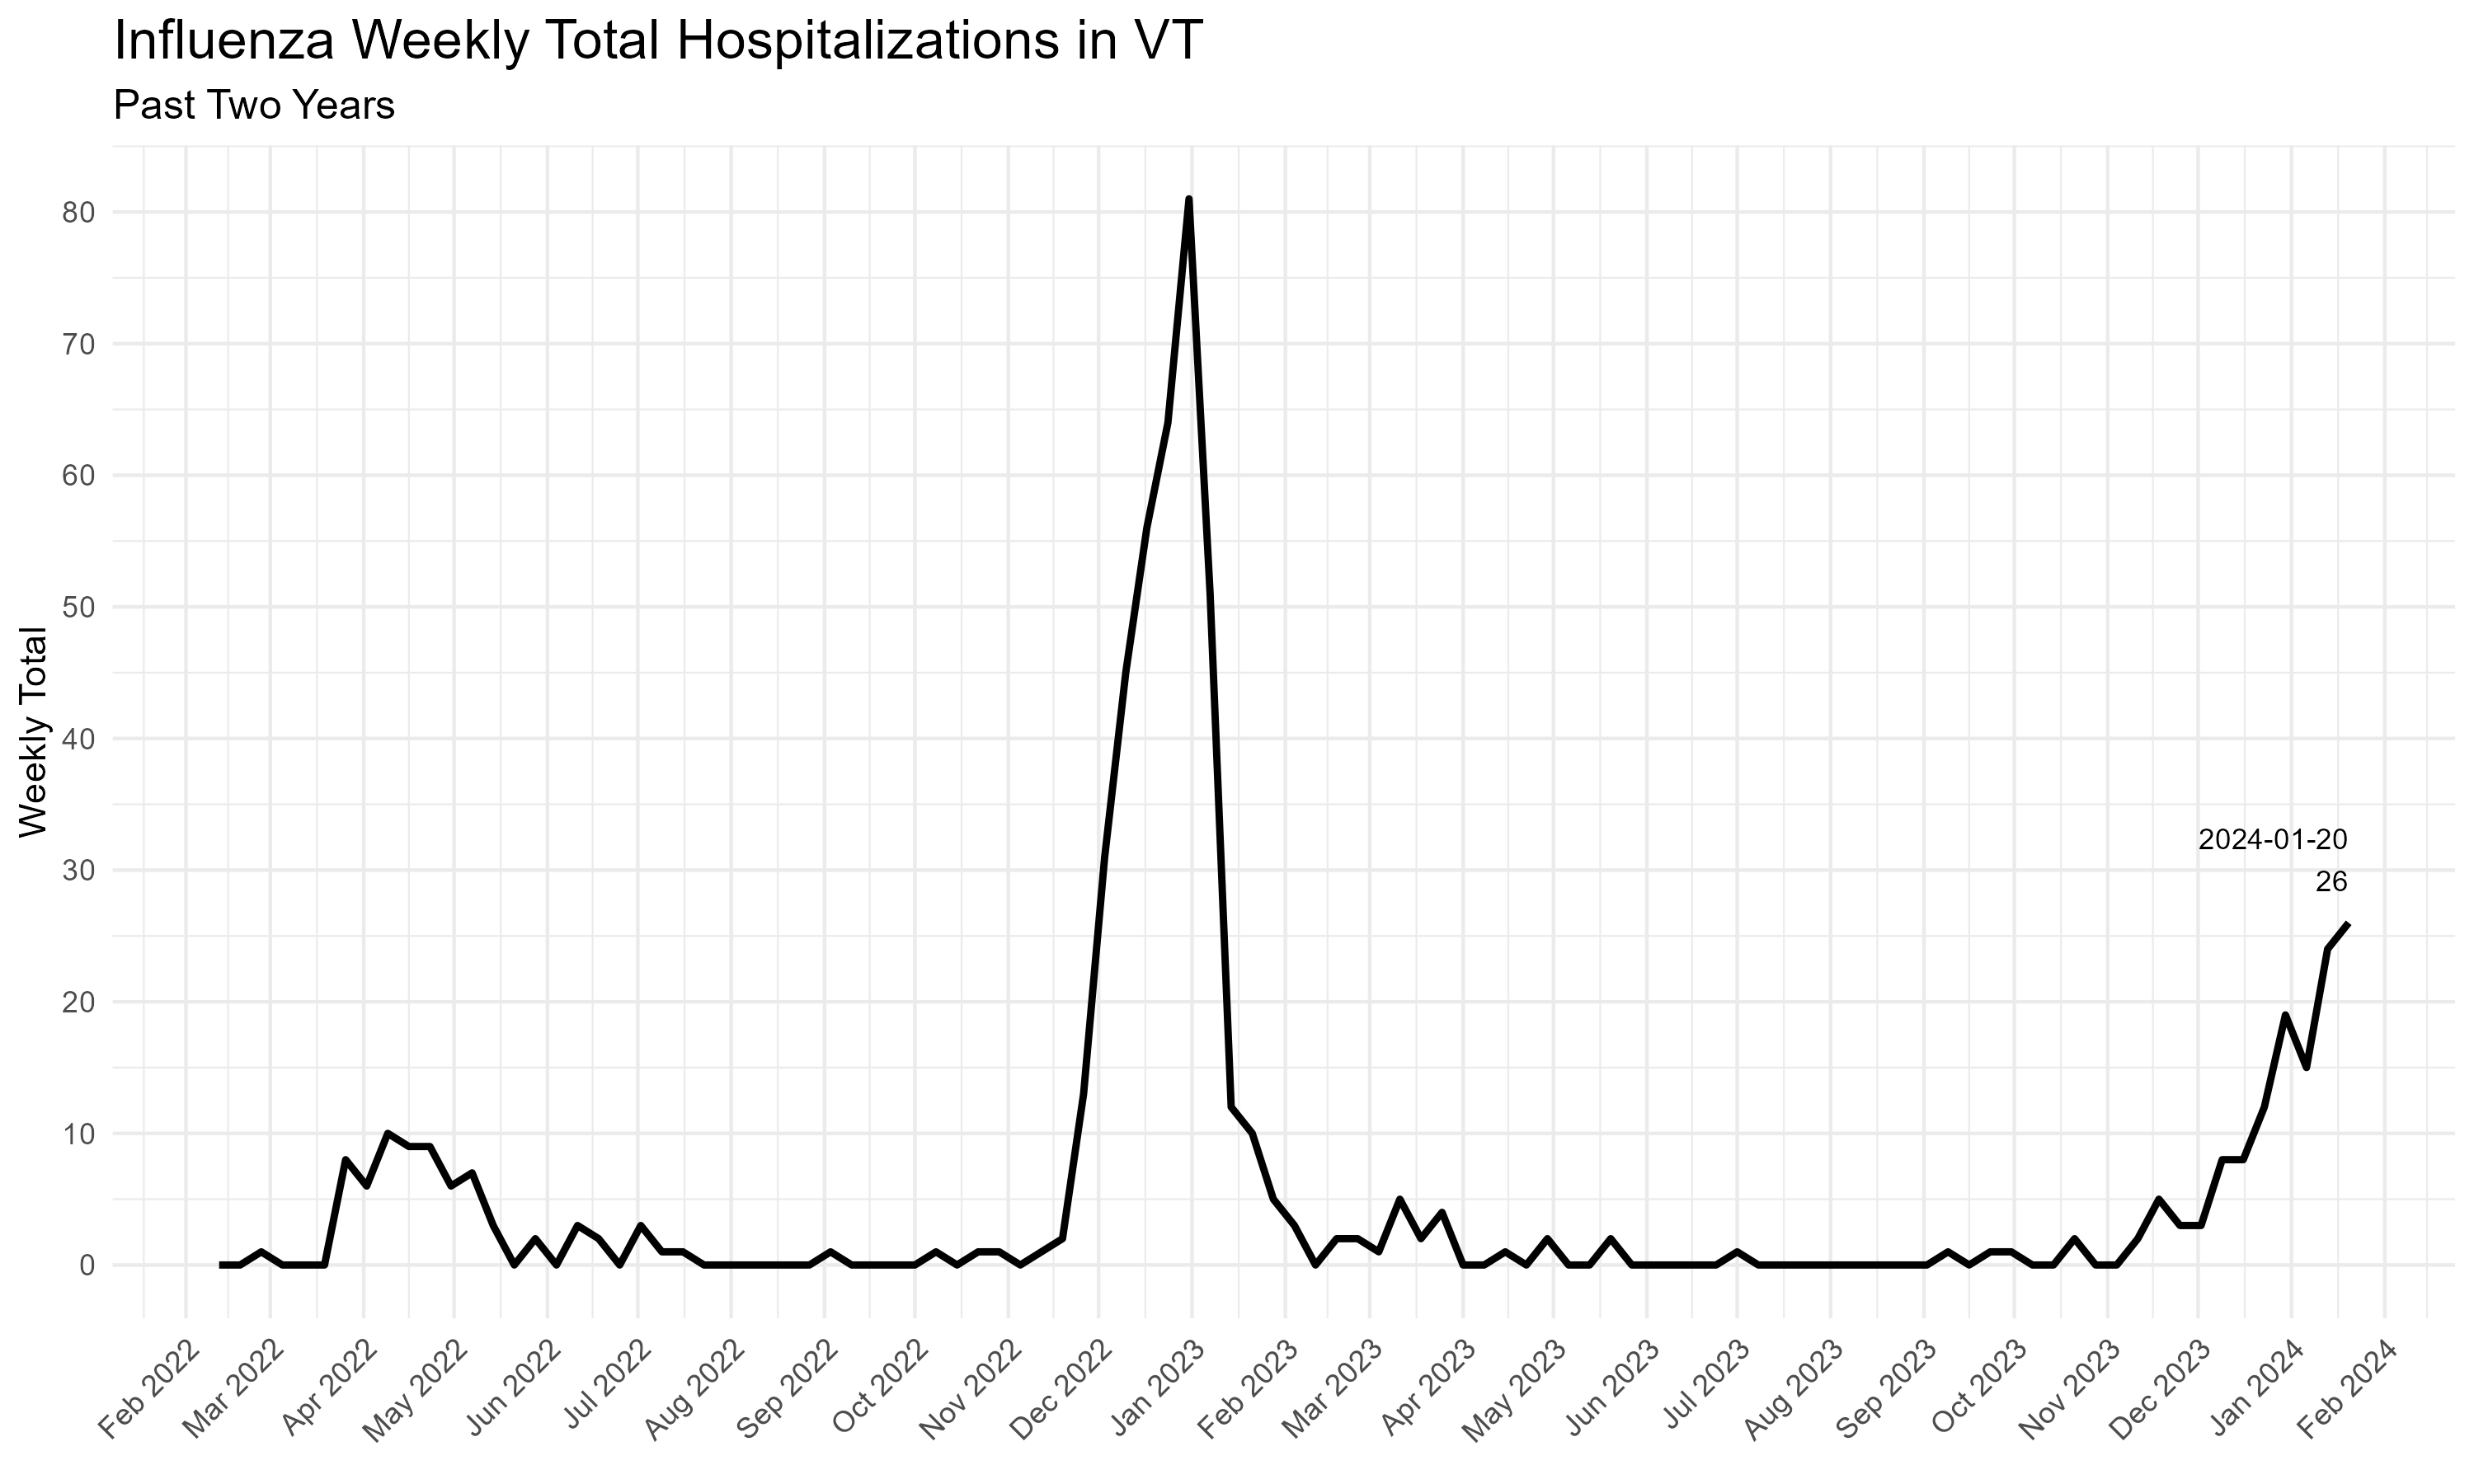 Influenza Weekly Total Hospitalizations in VT
Past Two Years
Weekly Total
80
70
60
50
40
30
20
10
0
2024-01-20
26
Feb 2022
Mar 2022
Apr 2022
May 2022
Jun 2022
Jul 2022
Aug 2022
Sep 2022
Oct 2022
Nov 2022
Dec 2022
Jan 2023
Feb 2023
Mar 2023
Apr 2023
May 2023
Jun 2023
Jul 2023
Aug 2023
Sep 2023
Oct 2023
Nov 2023
Dec 2023
Jan 2024
Feb 2024